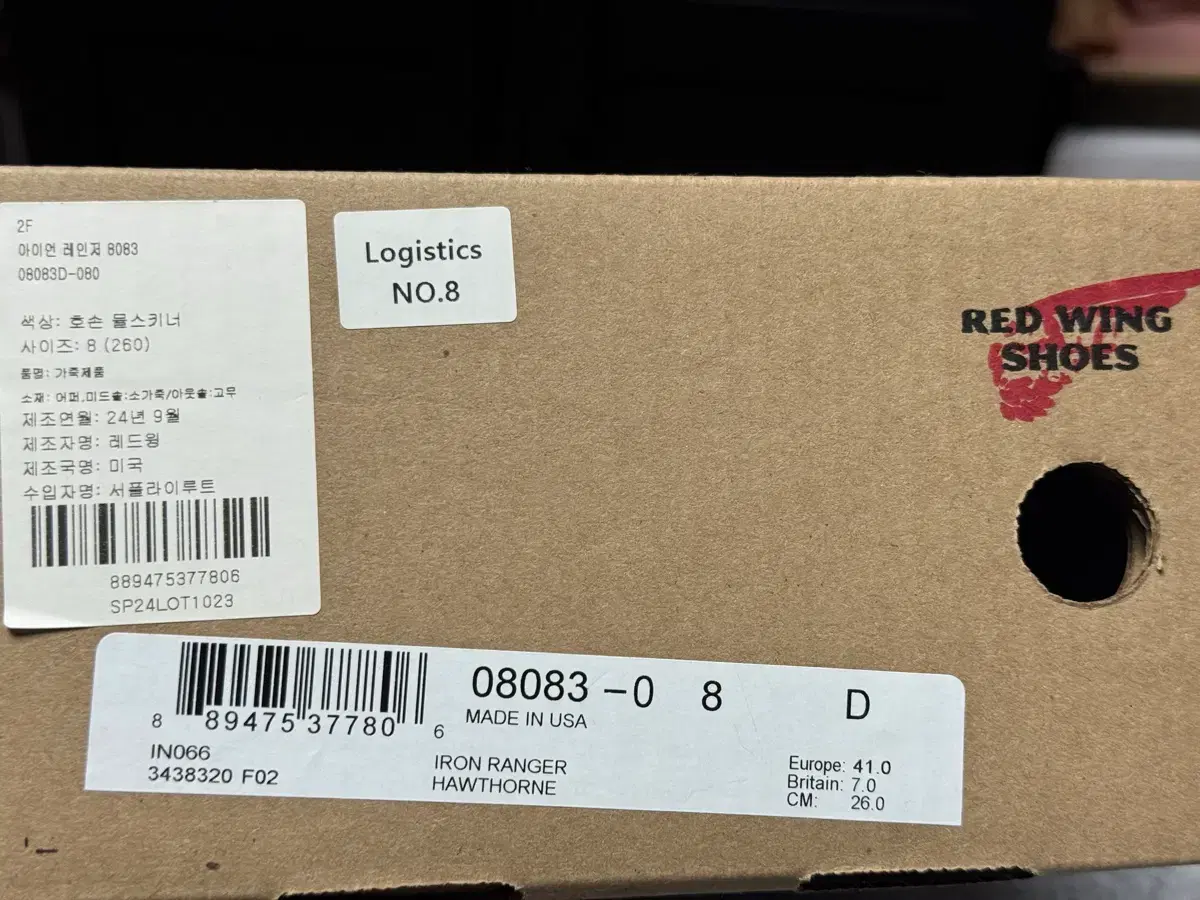 2F
아이언 레인저 8083
08083D-080
색상: 호손 뮬스키너
사이즈: 8 (260)
품명: 가죽제품
소재: 어퍼,미드솔:소가죽/아웃솔:고무
제조연월: 24년 9월
제조자명: 레드윙
제조국명: 미국
수입자명: 서플라이루트
889475377806
SP24LOT1023
Logistics
NO.8
RED WING
SHOES
8 89475 37780 6
IN066
3438320 F02
08083 -0 8 D
MADE IN USA
IRON RANGER
HAWTHORNE
Europe: 41.0
Britain: 7.0
CM: 26.0